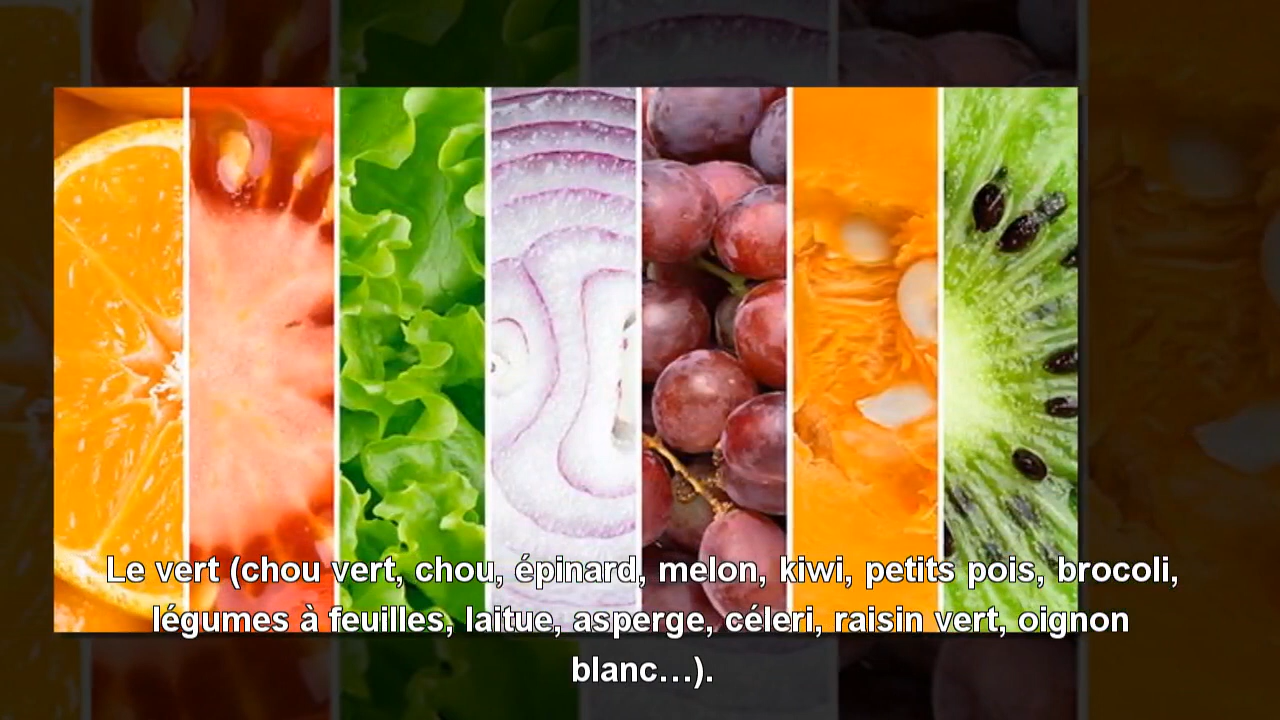 Le vert (chou vert, chou, épinard, melon, kiwi, petits pois, brocoli,
légumes à feuilles, laitue, asperge, céleri, raisin vert, oignon
blanc…).